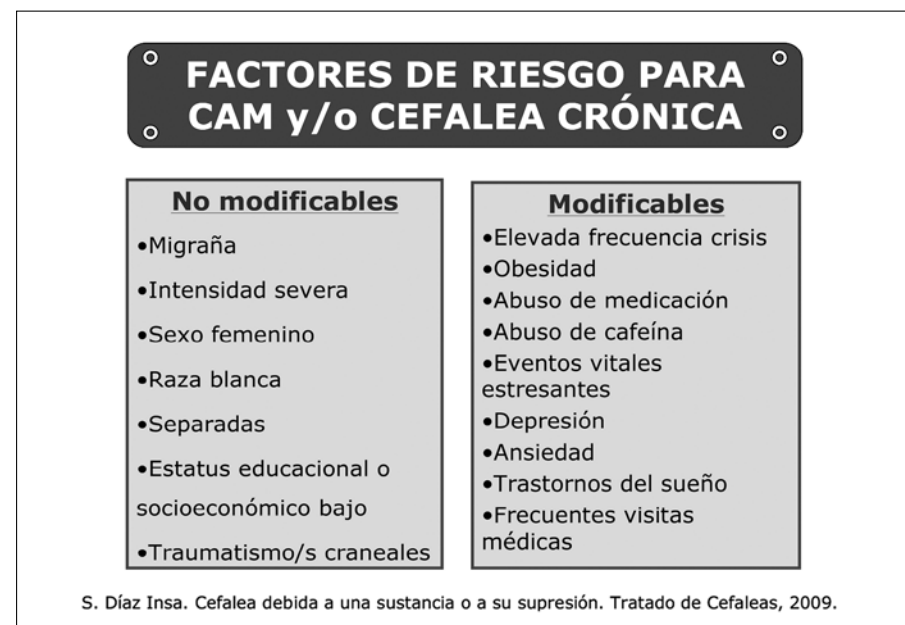 FACTORES DE RIESGO PARA
CAM y/o CEFALEA CRÓNICA
No modificables
•Migraña
•Intensidad severa
•Sexo femenino
•Raza blanca
•Separadas
•Estatus educacional o
socioeconómico bajo
•Traumatismo/s craneales
Modificables
•Elevada frecuencia crisis
•Obesidad
•Abuso de medicación
•Abuso de cafeína
•Eventos vitales
estresantes
•Depresión
•Ansiedad
•Trastornos del sueño
•Frecuentes visitas
médicas
S. Díaz Insa. Cefalea debida a una sustancia o a su supresión. Tratado de Cefaleas, 2009.